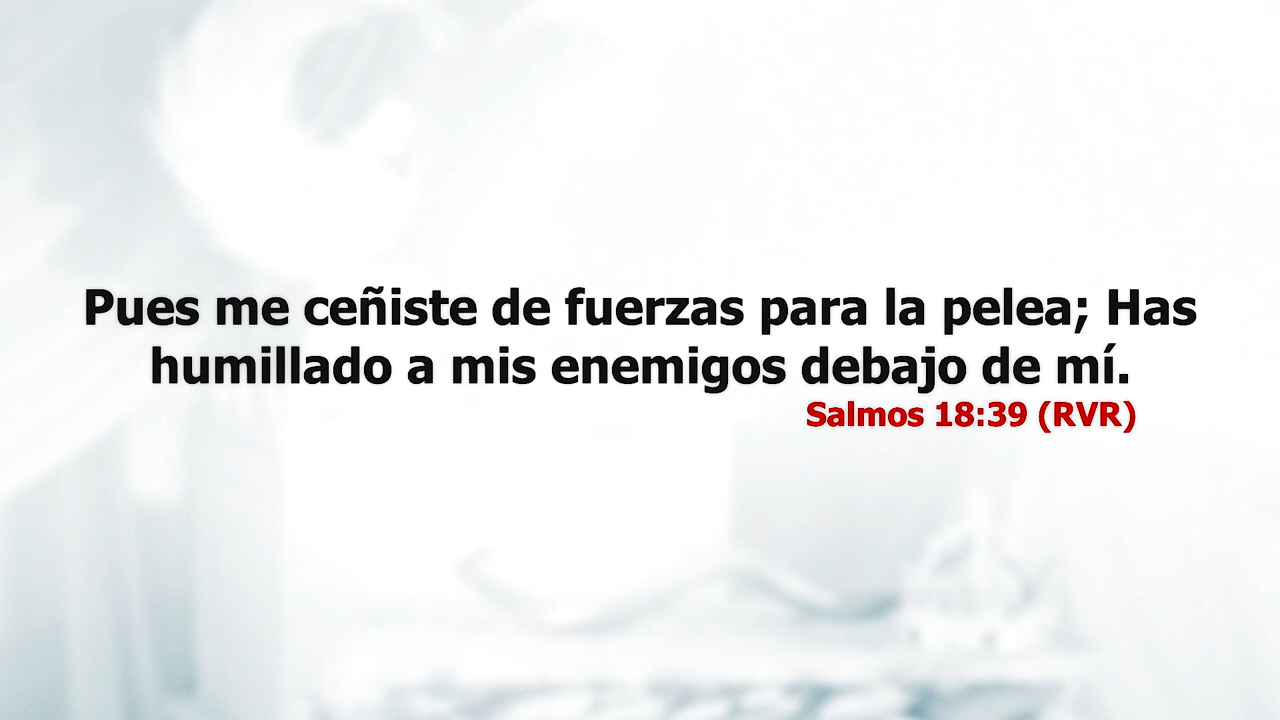 Pues me ceñiste de fuerzas para la pelea; Has
humillado a mis enemigos debajo de mí.
Salmos 18:39 (RVR)